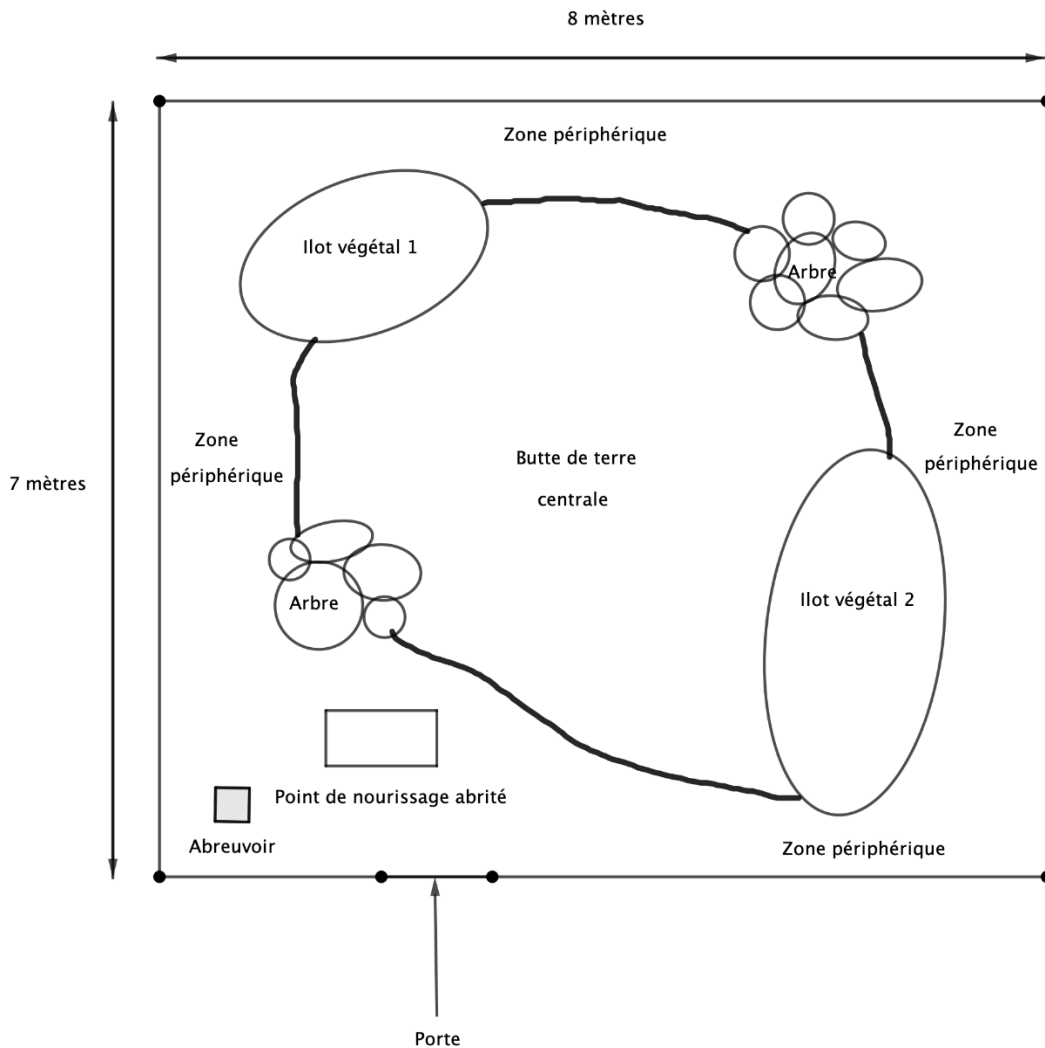 8 mètres
Zone périphérique
Ilot végétal 1
Arbre
Zone
périphérique
Zone
périphérique
7 mètres
Butte de terre
centrale
Arbre
Ilot végétal 2
Point de nourissage abrité
Abreuvoir
Zone périphérique
Porte